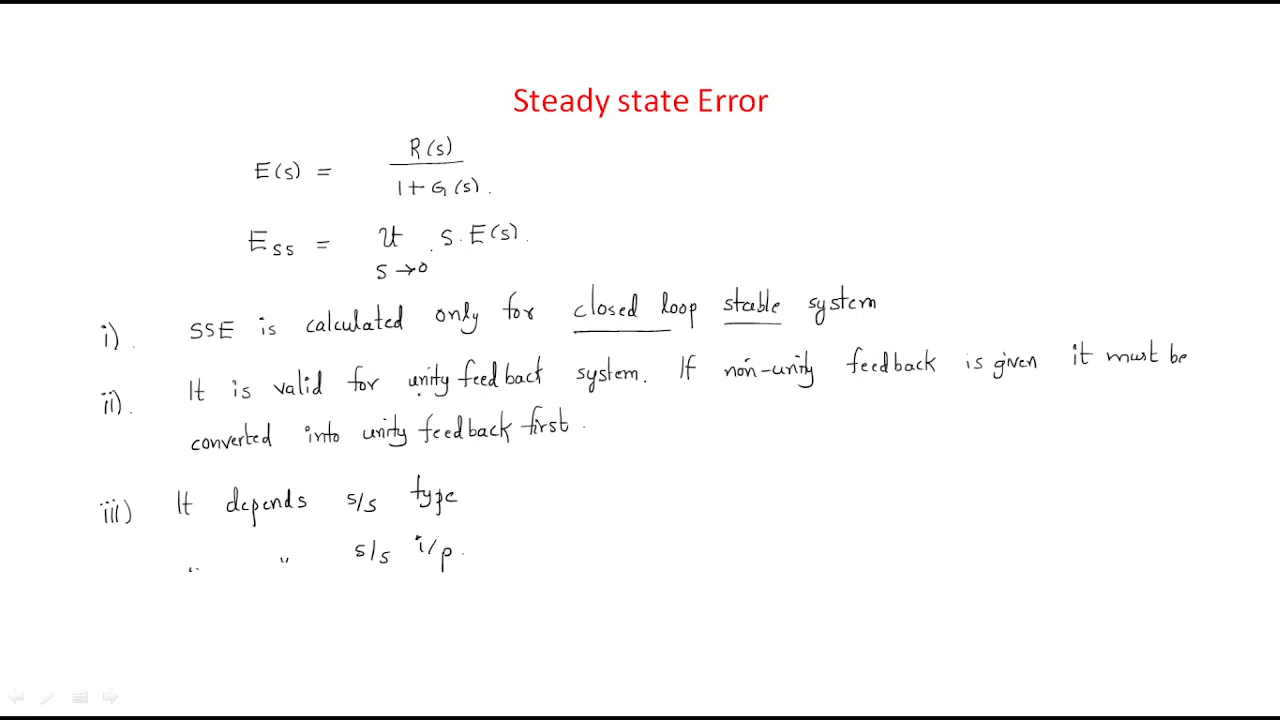 Steady state Error
E(s) = R(s) / 1 + G(s).
Ess = lt s→0 . s. E(s).
i). SSE is calculated only for closed loop stable system
ii). It is valid for unity feedback system. If non-unity feedback is given it must be
converted into unity feedback first.
iii) It depends s/s type
" " s/s i/p.